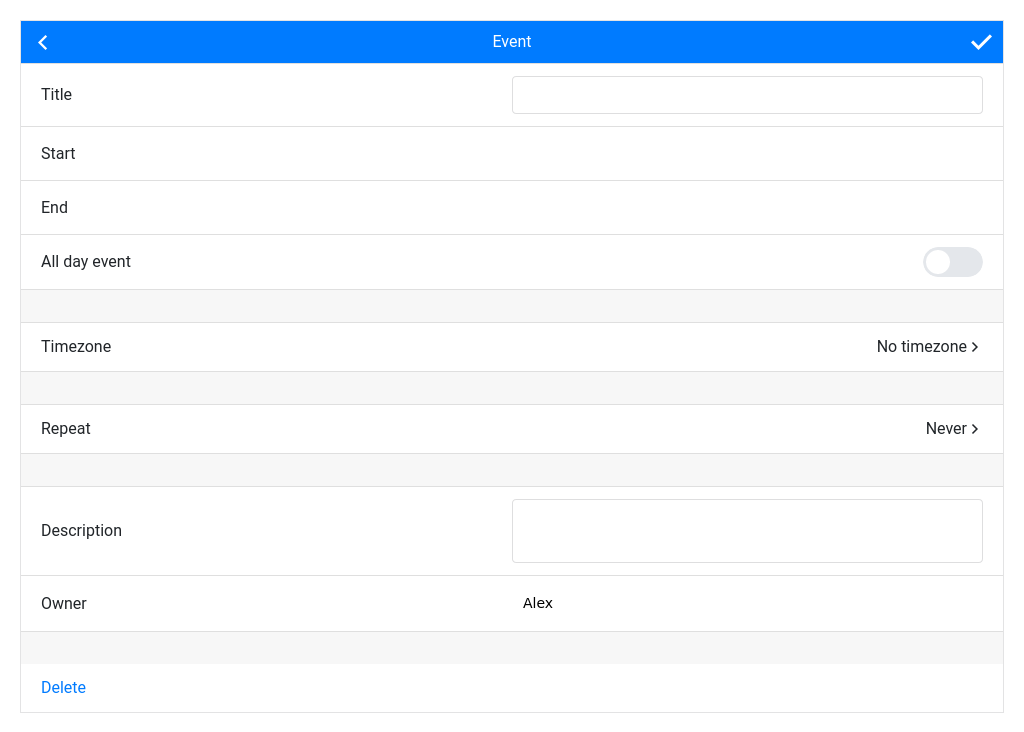 Event
Title
Start
End
All day event
Timezone No timezone
Repeat Never
Description
Owner Alex
Delete